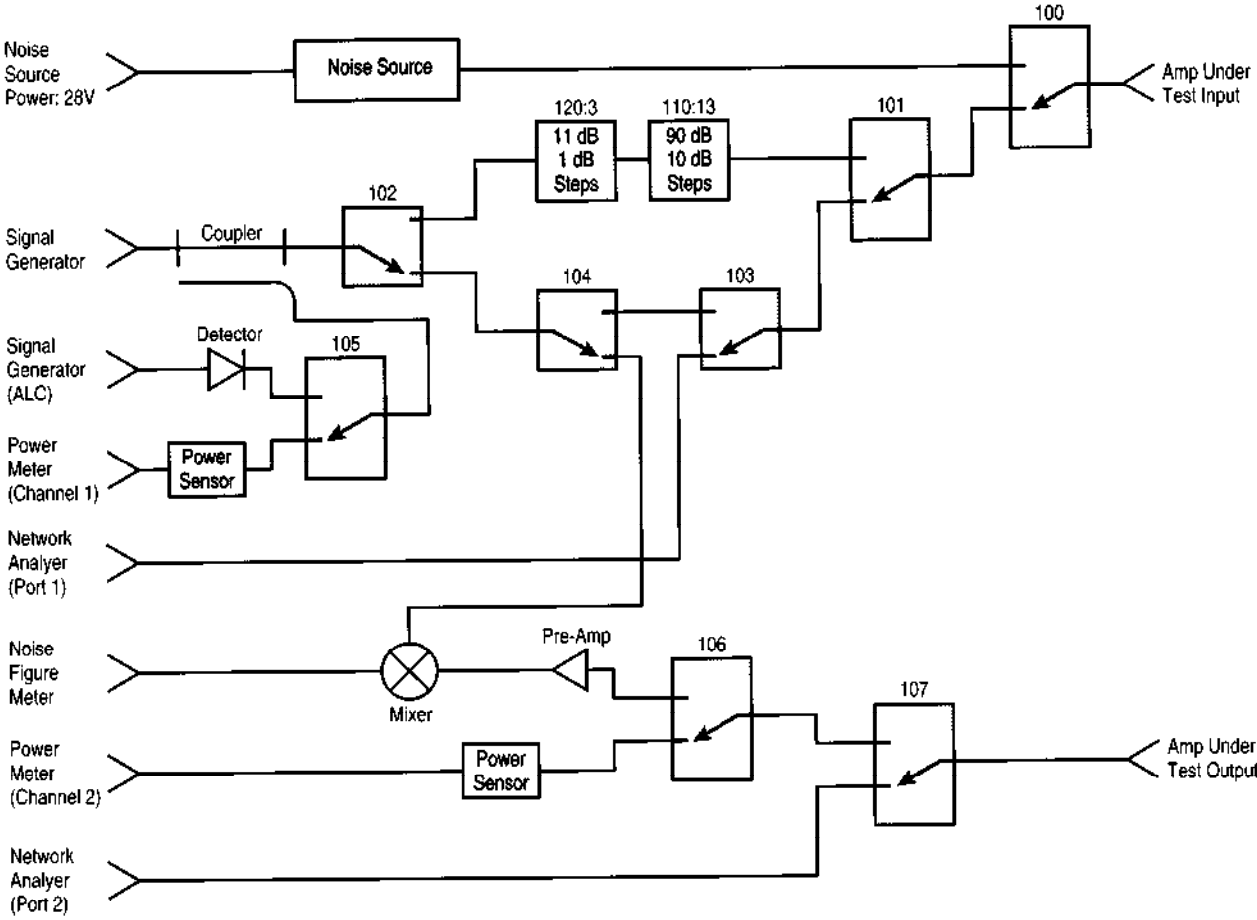 100
Noise
Source
Power: 28V
Noise Source
Amp Under
Test Input
120:3
110:13
101
11 dB
1 dB
Steps
90 dB
10 dB
Steps
102
Signal
Generator
Coupler
104
103
Signal
Generator
(ALC)
Detector
105
Power
Meter
(Channel 1)
Power
Sensor
Network
Analyer
(Port 1)
Noise
Figure
Meter
Pre-Amp
106
Mixer
107
Power
Meter
(Channel 2)
Power
Sensor
Amp Under
Test Output
Network
Analyer
(Port 2)